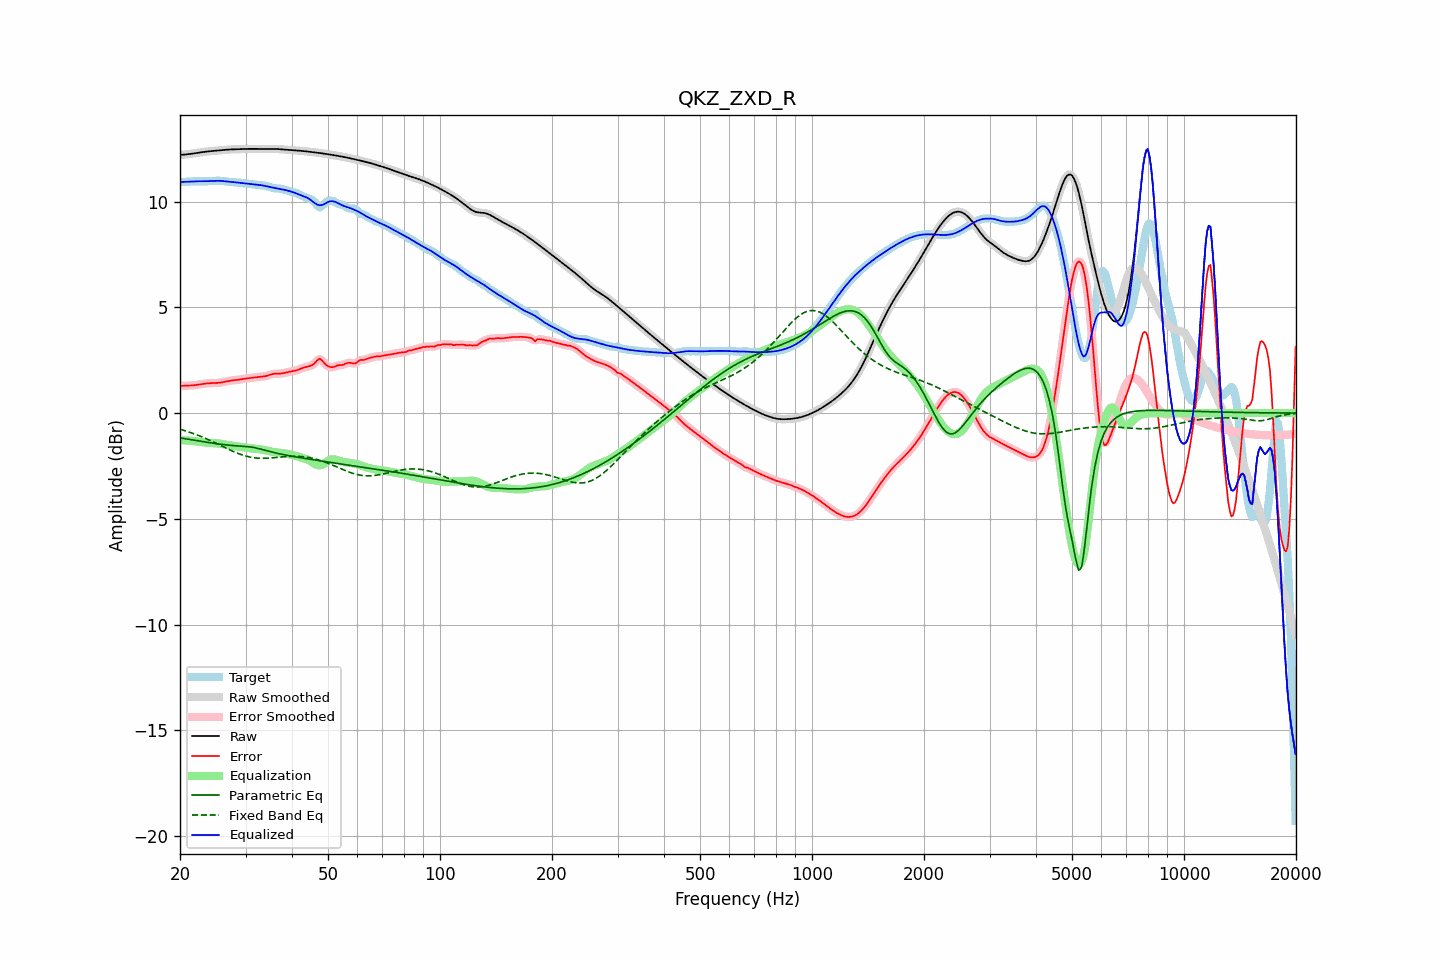 QKZ_ZXD_R
Amplitude (dBr)
10
5
0
−5
−10
−15
−20
Target
Raw Smoothed
Error Smoothed
Raw
Error
Equalization
Parametric Eq
Fixed Band Eq
Equalized
20 50 100 200 500 1000 2000 5000 10000 20000
Frequency (Hz)